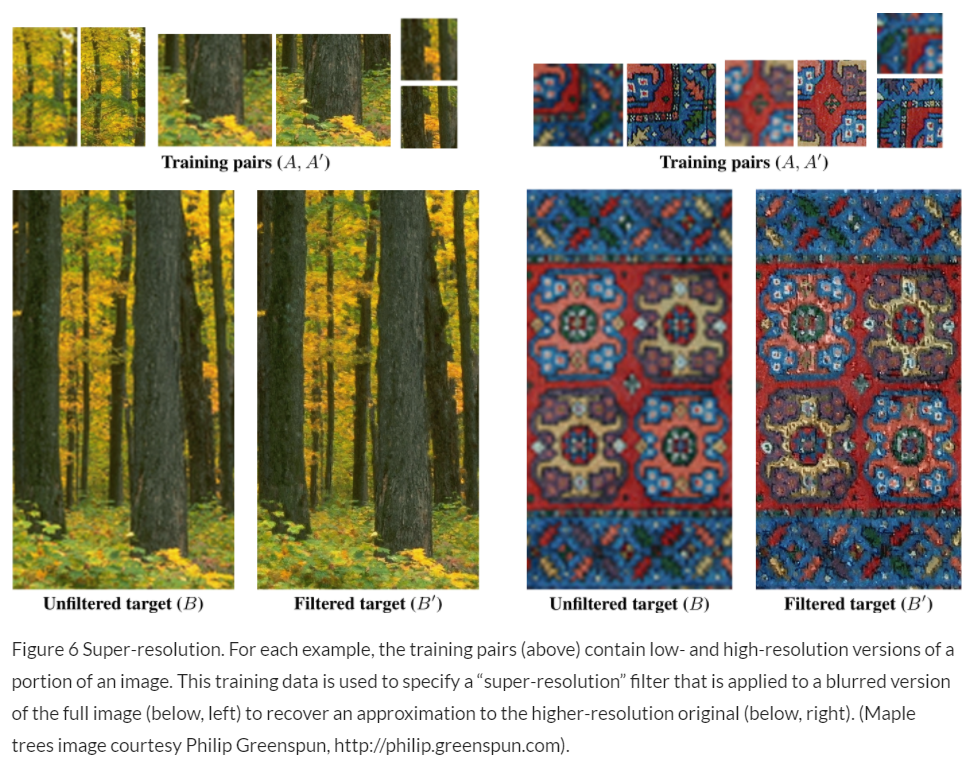 Training pairs (A, A′)
Training pairs (A, A′)
Unfiltered target (B)
Filtered target (B′)
Unfiltered target (B)
Filtered target (B′)
Figure 6 Super-resolution. For each example, the training pairs (above) contain low- and high-resolution versions of a
portion of an image. This training data is used to specify a “super-resolution” filter that is applied to a blurred version
of the full image (below, left) to recover an approximation to the higher-resolution original (below, right). (Maple
trees image courtesy Philip Greenspun, http://philip.greenspun.com).